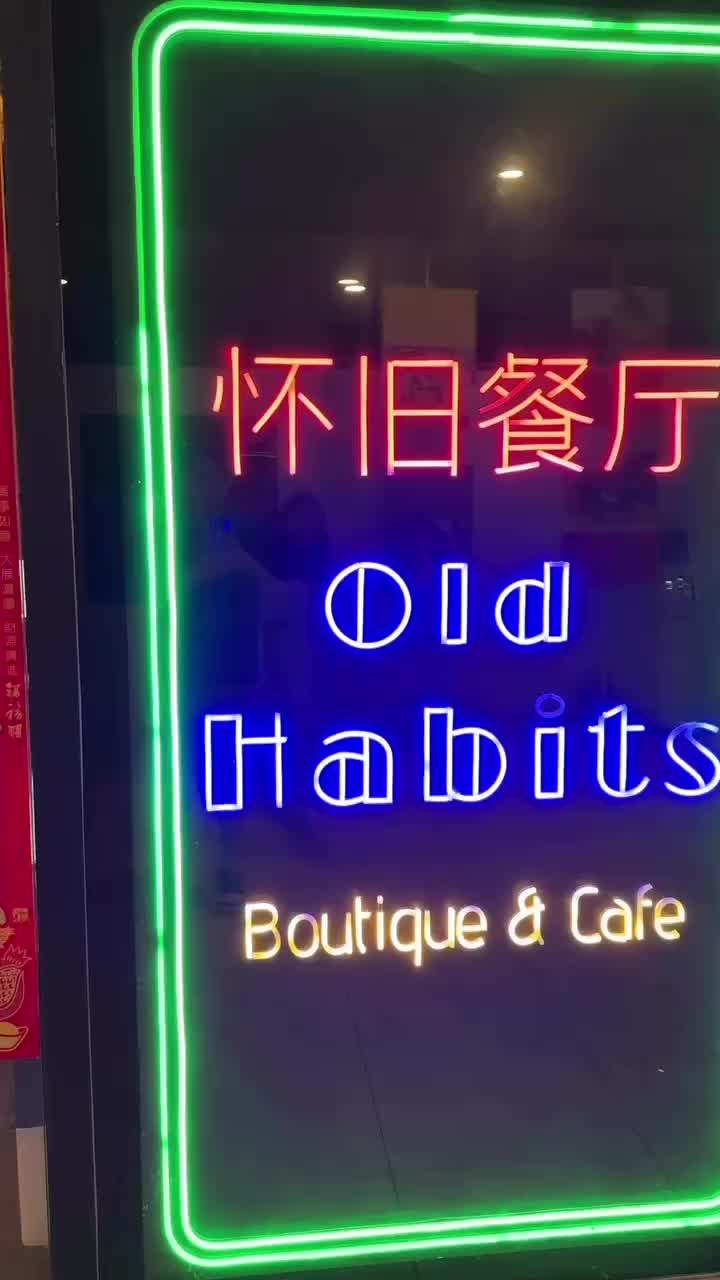 怀旧餐厅
Old
Habits
Boutique & Cafe